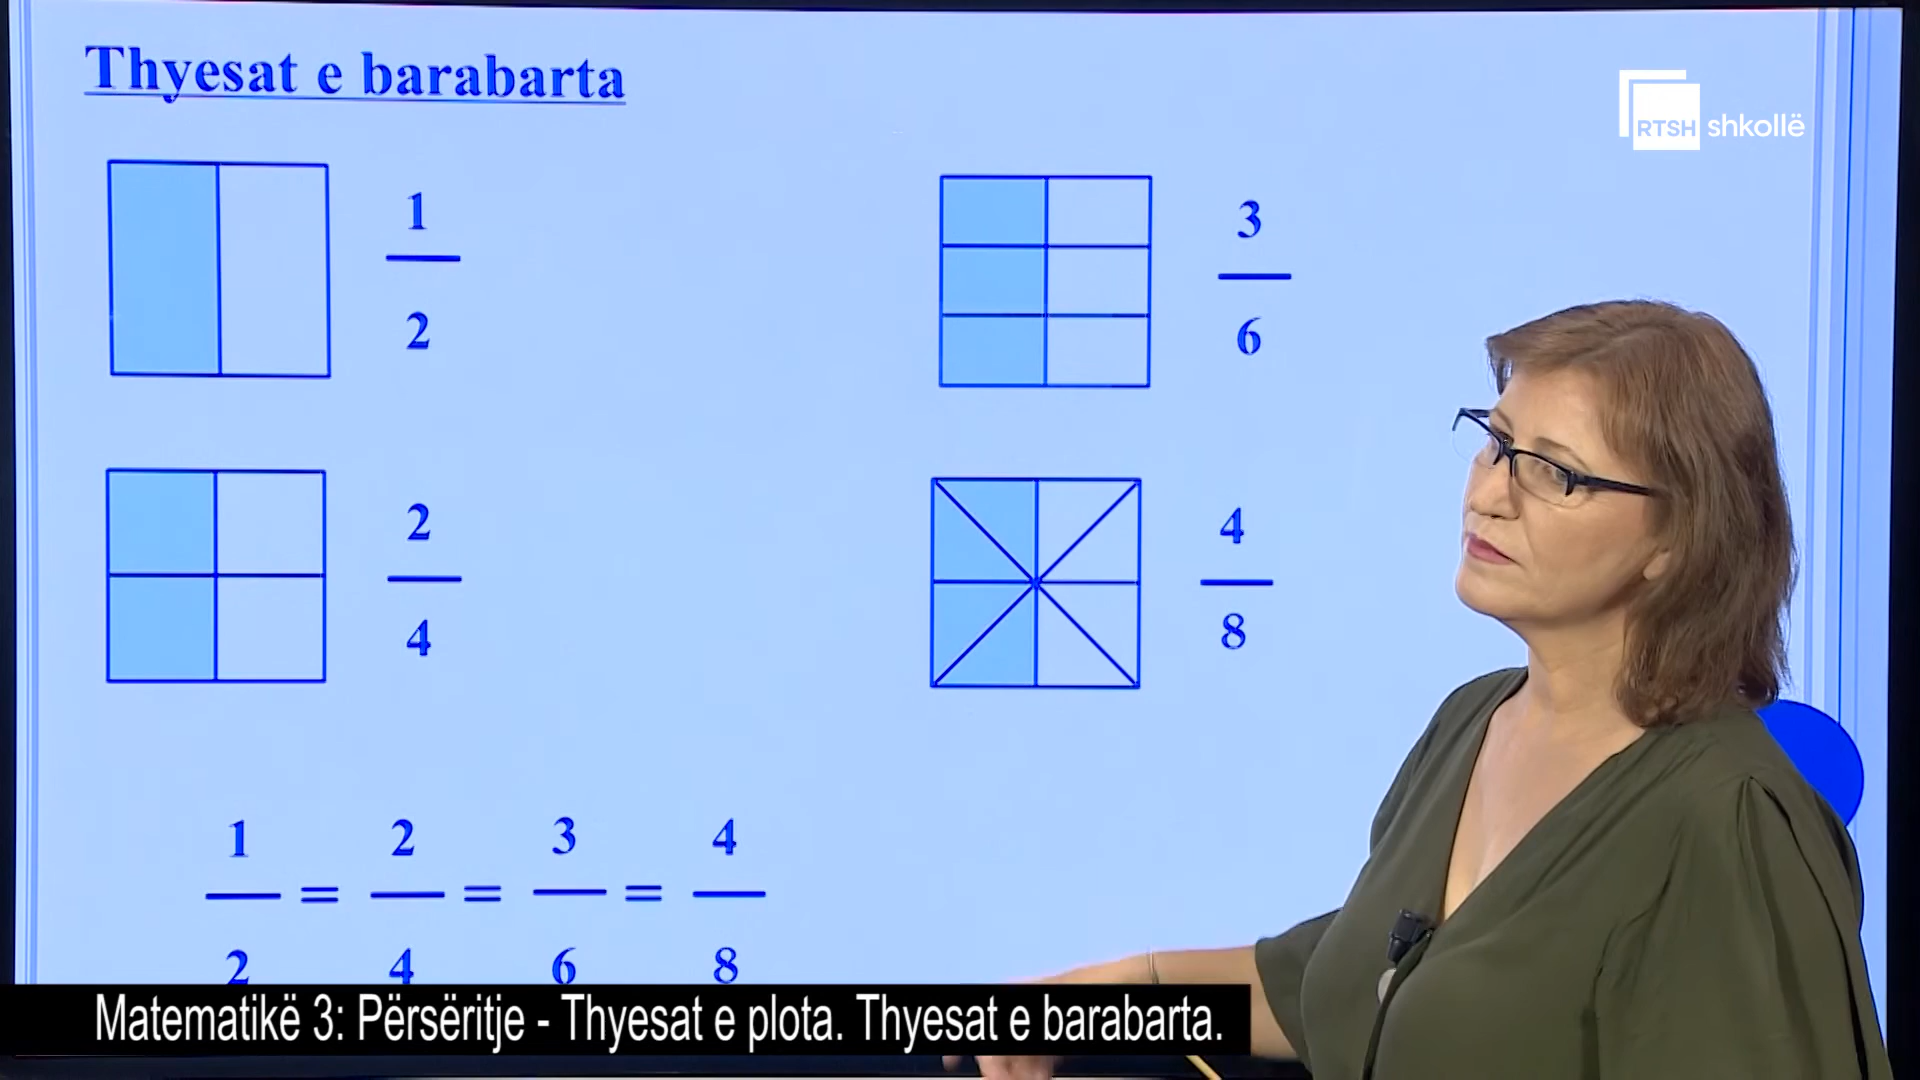 Thyesat e barabarta
RTSH shkollë
1
2
3
6
2
4
4
8
1 2 3 4
= = =
2 4 6 8
Matematikë 3: Përsëritje - Thyesat e plota. Thyesat e barabarta.